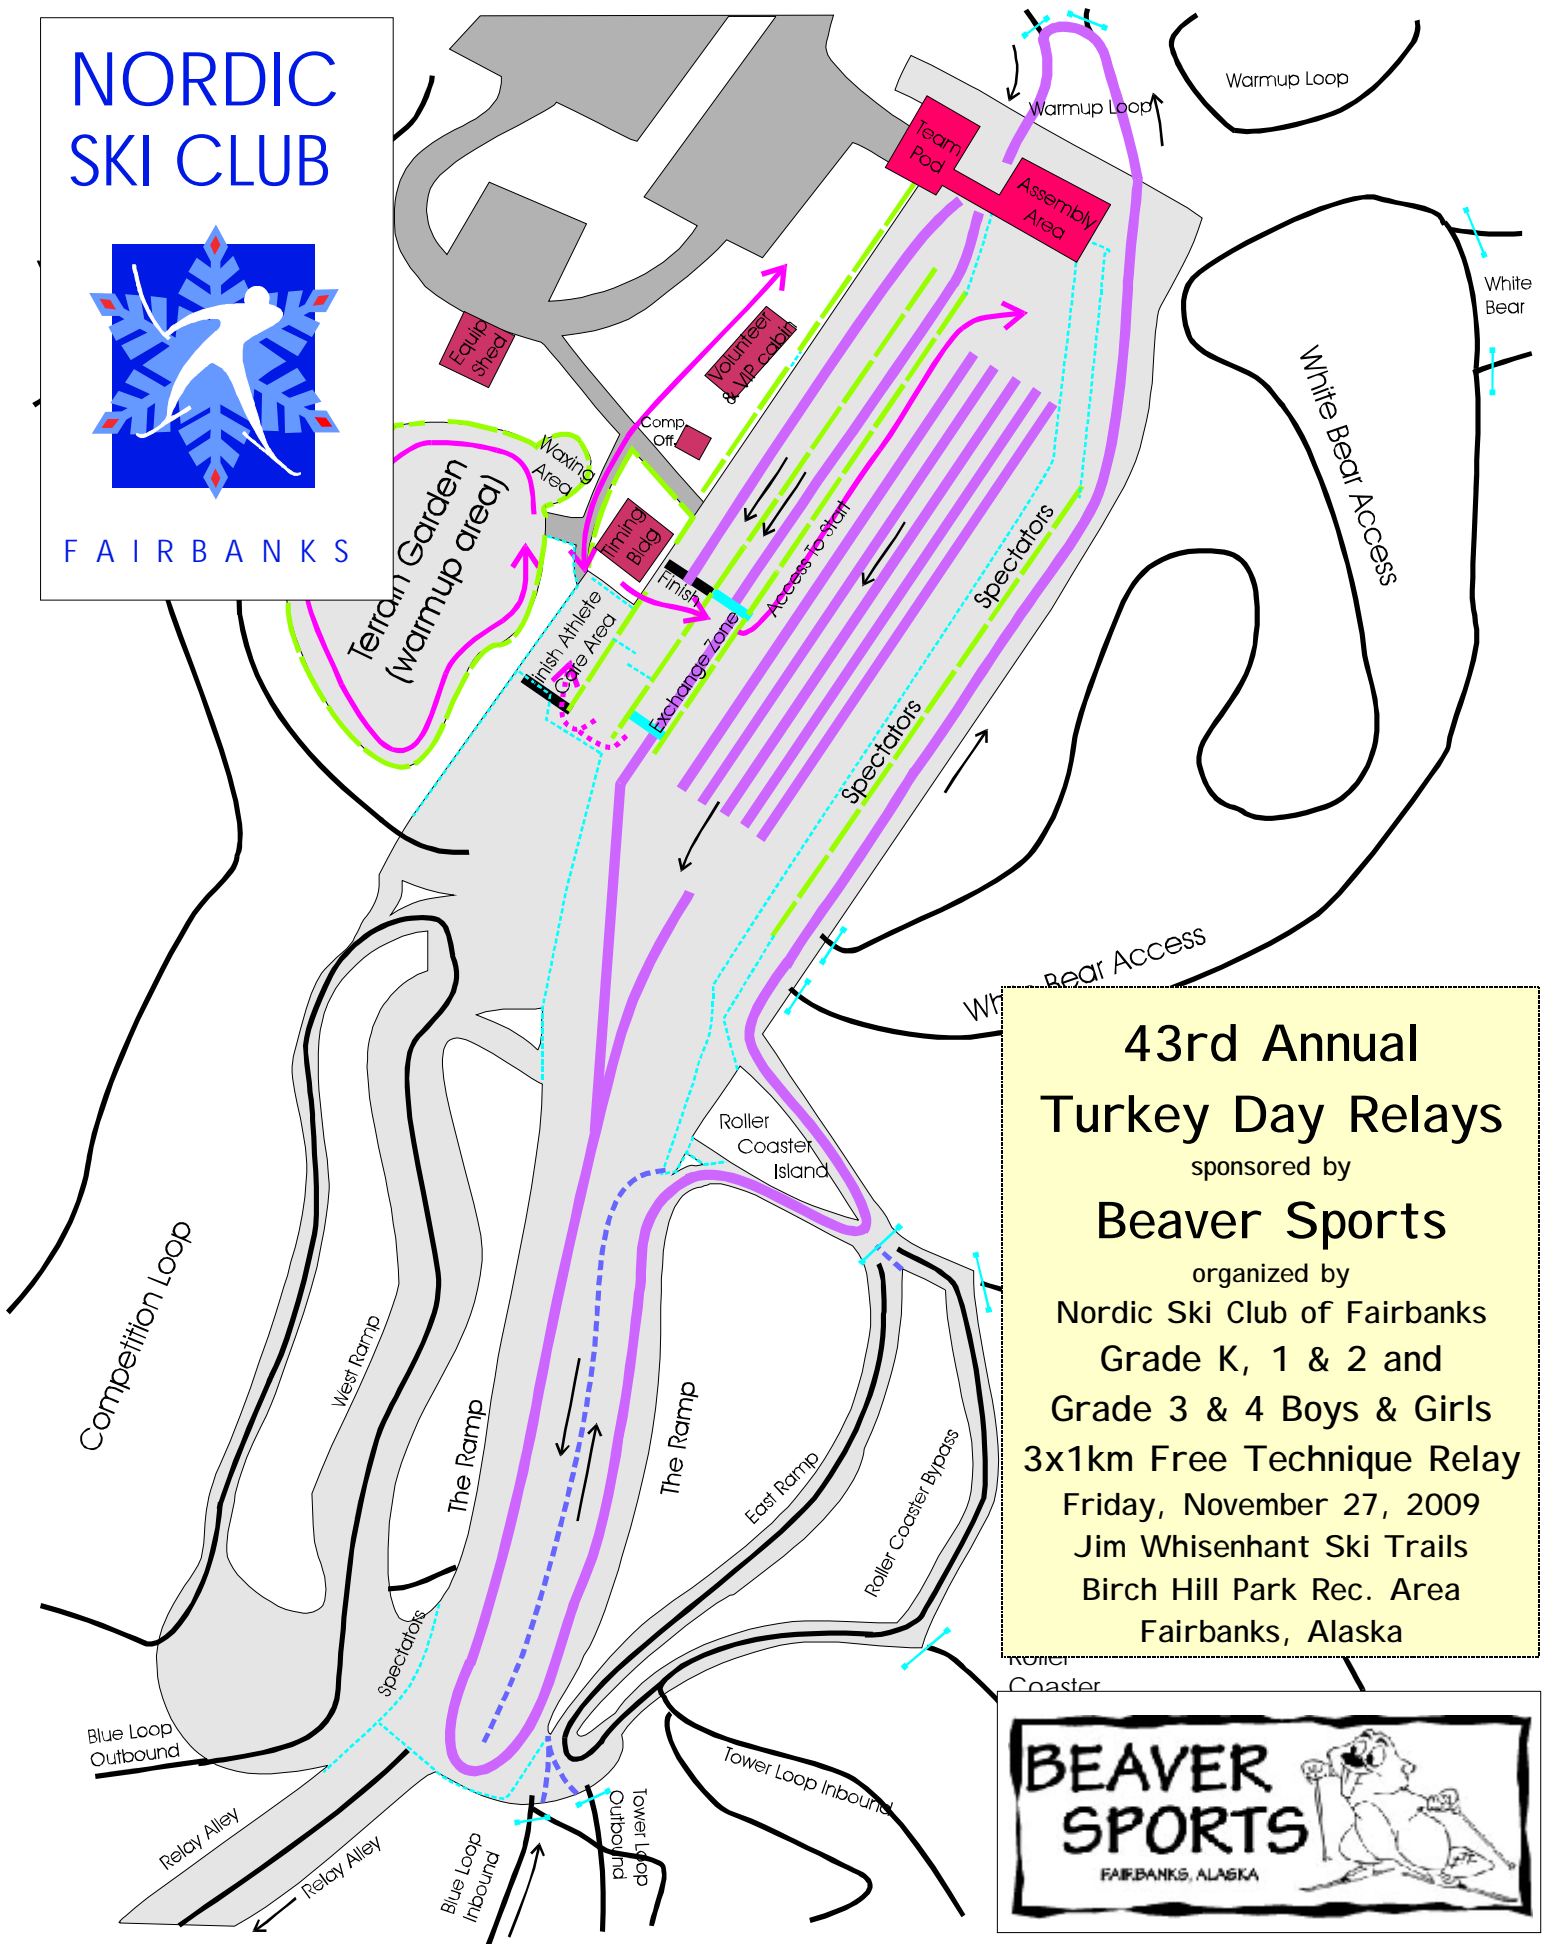 NORDIC
SKI CLUB
FAIRBANKS
Warmup Loop
Warmup Loop
Team
Pod
Assembly
Area
White
Bear
White Bear Access
Equip
Shed
Volunteer
& VIP cabin
Comp.
Off.
Waxing
Area
Terrain Garden
(warmup area)
Timing
Bldg
Finish
Access To Start
Spectators
Finish Athlete
Care Area
Exchange Zone
Spectators
Bear Access
Roller
Coaster
Island
Competition Loop
West Ramp
The Ramp
The Ramp
East Ramp
Roller Coaster Bypass
Spectators
Blue Loop
Outbound
Relay Alley
Relay Alley
Blue Loop
Inbound
Tower Loop
Outbound
Tower Loop Inbound
Roller
Coaster
43rd Annual
Turkey Day Relays
sponsored by
Beaver Sports
organized by
Nordic Ski Club of Fairbanks
Grade K, 1 & 2 and
Grade 3 & 4 Boys & Girls
3x1km Free Technique Relay
Friday, November 27, 2009
Jim Whisenhant Ski Trails
Birch Hill Park Rec. Area
Fairbanks, Alaska
BEAVER
SPORTS
FAIRBANKS, ALASKA